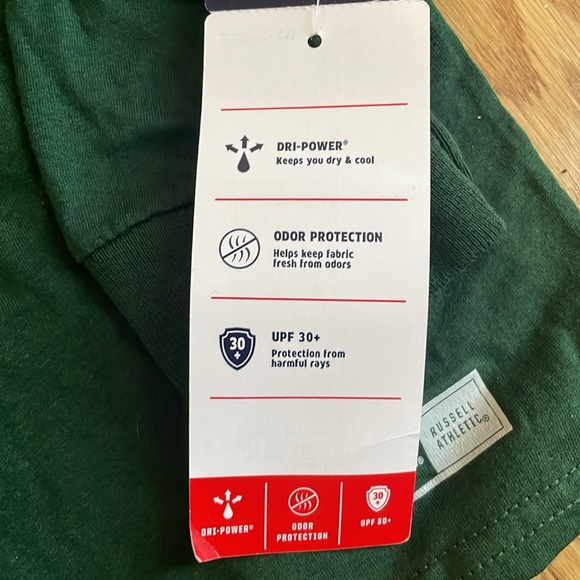 DRI-POWER®
Keeps you dry & cool
ODOR PROTECTION
Helps keep fabric
fresh from odors
30
+
UPF 30+
Protection from
harmful rays
RUSSELL
ATHLETIC®
®
DRI-POWER®
ODOR
PROTECTION
30
+
UPF 30+